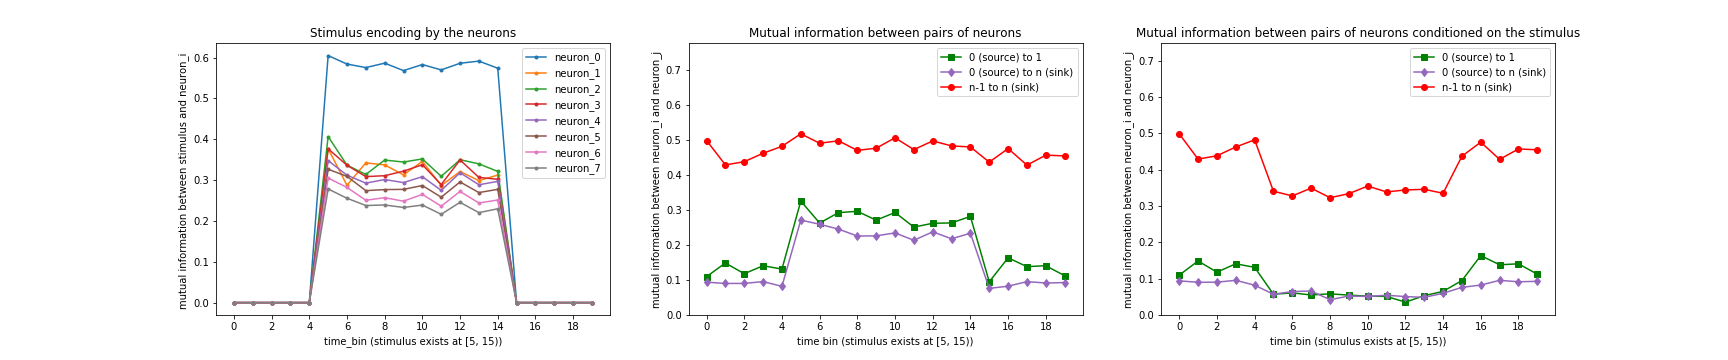 Stimulus encoding by the neurons
mutual information between stimulus and neuron_i
0.6
0.5
0.4
0.3
0.2
0.1
0.0
neuron_0
neuron_1
neuron_2
neuron_3
neuron_4
neuron_5
neuron_6
neuron_7
0 2 4 6 8 10 12 14 16 18
time_bin (stimulus exists at [5, 15))
Mutual information between pairs of neurons
mutual information between neuron_i and neuron_j
0.7
0.6
0.5
0.4
0.3
0.2
0.1
0.0
0 (source) to 1
0 (source) to n (sink)
n-1 to n (sink)
0 2 4 6 8 10 12 14 16 18
time bin (stimulus exists at [5, 15))
Mutual information between pairs of neurons conditioned on the stimulus
mutual information between neuron_i and neuron_j
0.7
0.6
0.5
0.4
0.3
0.2
0.1
0.0
0 (source) to 1
0 (source) to n (sink)
n-1 to n (sink)
0 2 4 6 8 10 12 14 16 18
time bin (stimulus exists at [5, 15))